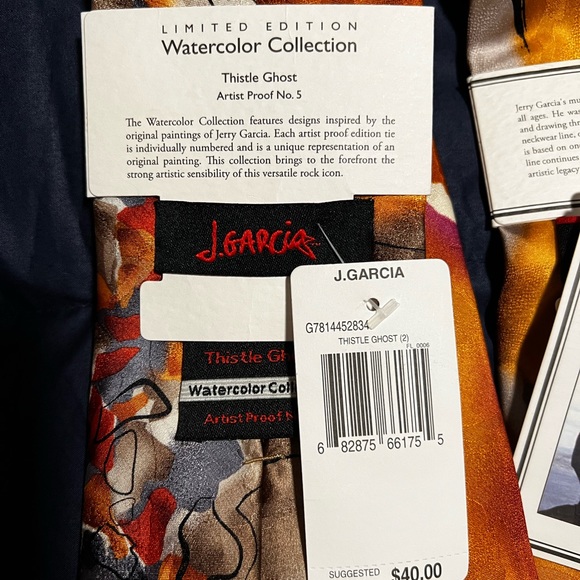 LIMITED EDITION
Watercolor Collection
Thistle Ghost
Artist Proof No. 5
The Watercolor Collection features designs inspired by the
original paintings of Jerry Garcia. Each artist proof edition tie
is individually numbered and is a unique representation of an
original painting. This collection brings to the forefront the
strong artistic sensibility of this versatile rock icon.
J.GARCIA
Thistle Gh
Watercolor Col
Artist Proof N
J.GARCIA
G7814452834
THISTLE GHOST (2)
FL_0006
6 82875 66175 5
SUGGESTED $40.00
Jerry Garcia's mu
all ages. He was
and drawing thr
neckwear line,
is based on one
line continues
artistic legacy